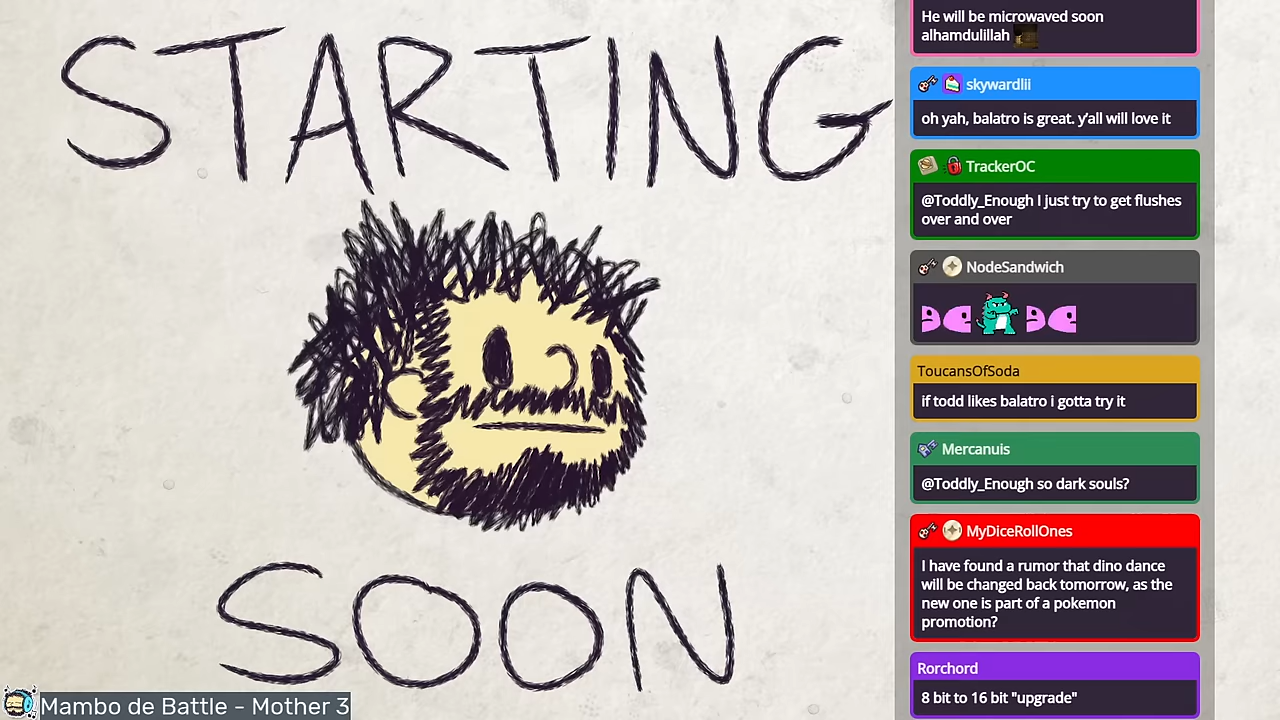 STARTING
SOON
Mambo de Battle - Mother 3
He will be microwaved soon
alhamdulillah
skywardlii
oh yah, balatro is great. y'all will love it
TrackerOC
@Toddly_Enough I just try to get flushes
over and over
NodeSandwich
ToucansOfSoda
if todd likes balatro i gotta try it
Mercanuis
@Toddly_Enough so dark souls?
MyDiceRollOnes
I have found a rumor that dino dance
will be changed back tomorrow, as the
new one is part of a pokemon
promotion?
Rorchord
8 bit to 16 bit "upgrade"